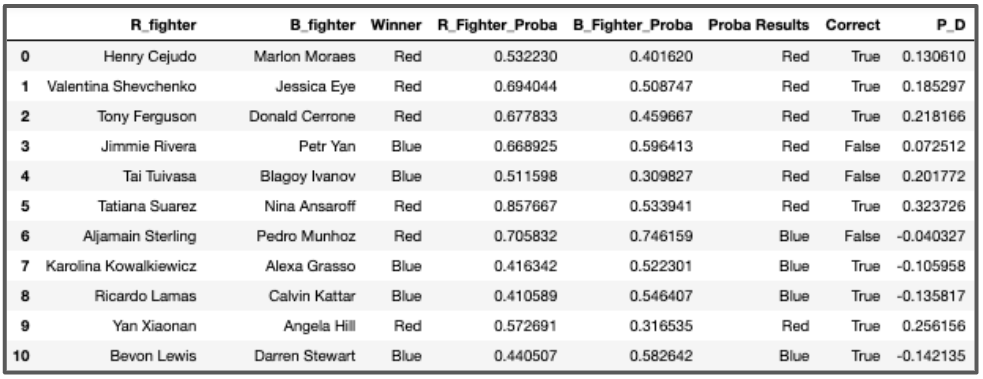 R_fighter B_fighter Winner R_Fighter_Proba B_Fighter_Proba Proba Results Correct P_D
0 Henry Cejudo Marlon Moraes Red 0.532230 0.401620 Red True 0.130610
1 Valentina Shevchenko Jessica Eye Red 0.694044 0.508747 Red True 0.185297
2 Tony Ferguson Donald Cerrone Red 0.677833 0.459667 Red True 0.218166
3 Jimmie Rivera Petr Yan Blue 0.668925 0.596413 Red False 0.072512
4 Tai Tuivasa Blagoy Ivanov Blue 0.511598 0.309827 Red False 0.201772
5 Tatiana Suarez Nina Ansaroff Red 0.857667 0.533941 Red True 0.323726
6 Aljamain Sterling Pedro Munhoz Red 0.705832 0.746159 Blue False -0.040327
7 Karolina Kowalkiewicz Alexa Grasso Blue 0.416342 0.522301 Blue True -0.105958
8 Ricardo Lamas Calvin Kattar Blue 0.410589 0.546407 Blue True -0.135817
9 Yan Xiaonan Angela Hill Red 0.572691 0.316535 Red True 0.256156
10 Bevon Lewis Darren Stewart Blue 0.440507 0.582642 Blue True -0.142135